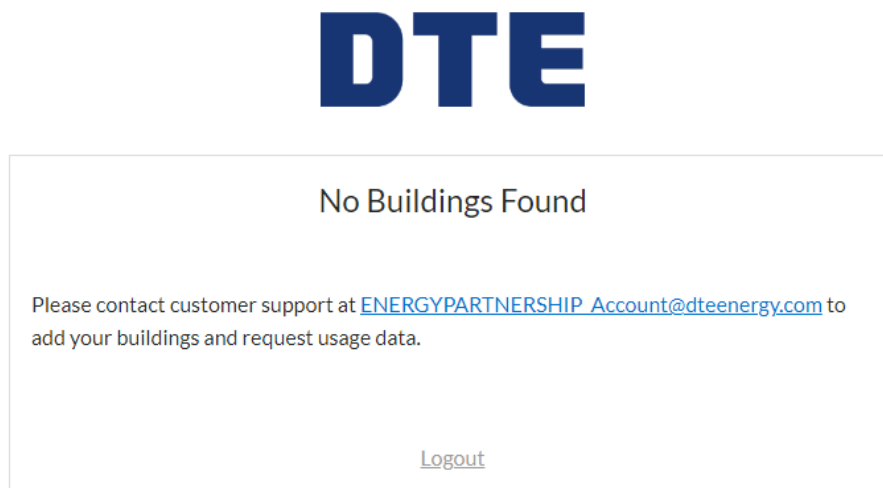 DTE
No Buildings Found
Please contact customer support at ENERGYPARTNERSHIP_Account@dteenergy.com to
add your buildings and request usage data.
Logout